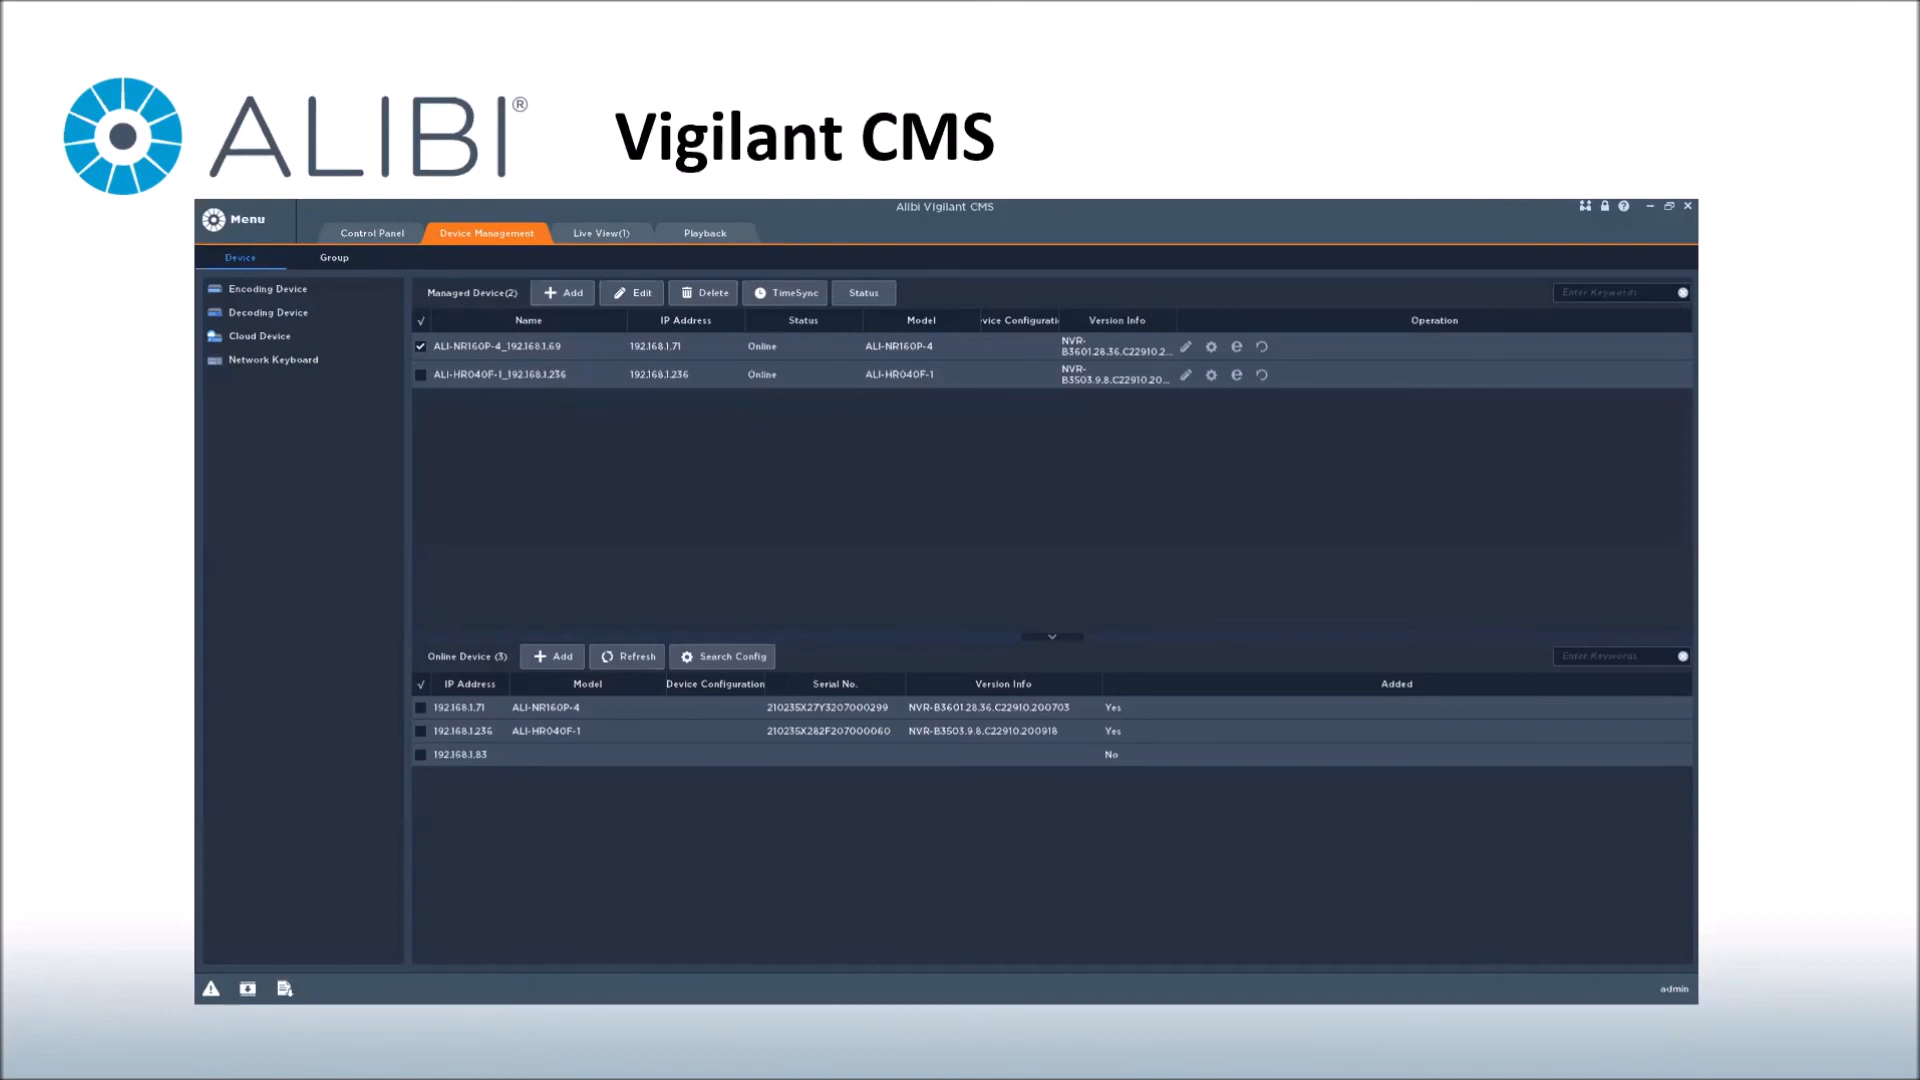 ALIBI®
Vigilant CMS
Alibi Vigilant CMS
Menu
Control Panel Device Management Live View(1) Playback
Device Group
Encoding Device
Decoding Device
Cloud Device
Network Keyboard
Managed Device(2) Add Edit Delete TimeSync Status Enter Keywords
Name IP Address Status Model vice Configurati Version Info Operation
ALI-NR160P-4_192.168.1.69 192.168.1.71 Online ALI-NR160P-4 NVR-
B3601.28.36.C22910.2...
ALI-HR040F-1_192.168.1.236 192.168.1.236 Online ALI-HR040F-1 NVR-
B3503.9.8.C22910.20...
Online Device (3) Add Refresh Search Config Enter Keywords
IP Address Model Device Configuration Serial No. Version Info Added
192.168.1.71 ALI-NR160P-4 210235X27Y3207000299 NVR-B3601.28.36.C22910.200703 Yes
192.168.1.236 ALI-HR040F-1 210235X282F207000060 NVR-B3503.9.8.C22910.200918 Yes
192.168.1.83 No
admin